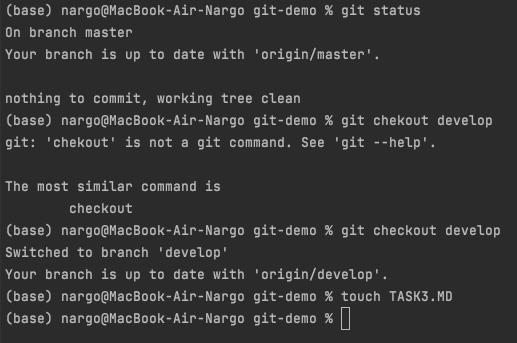 (base) nargo@MacBook-Air-Nargo git-demo % git status
On branch master
Your branch is up to date with 'origin/master'.
nothing to commit, working tree clean
(base) nargo@MacBook-Air-Nargo git-demo % git chekout develop
git: 'chekout' is not a git command. See 'git --help'.
The most similar command is
checkout
(base) nargo@MacBook-Air-Nargo git-demo % git checkout develop
Switched to branch 'develop'
Your branch is up to date with 'origin/develop'.
(base) nargo@MacBook-Air-Nargo git-demo % touch TASK3.MD
(base) nargo@MacBook-Air-Nargo git-demo %